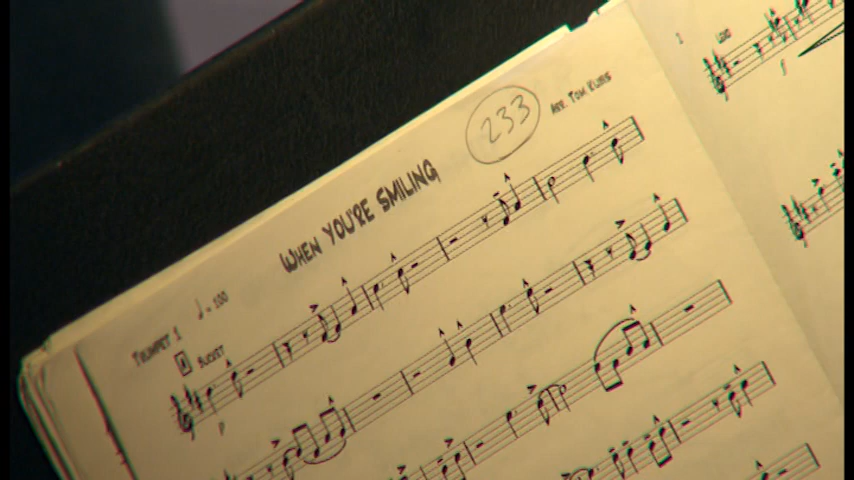 233
WHEN YOU'RE SMILING
ARR. TOM KUBIS
TRUMPET 1
♩ = 100
A BUCKET
P